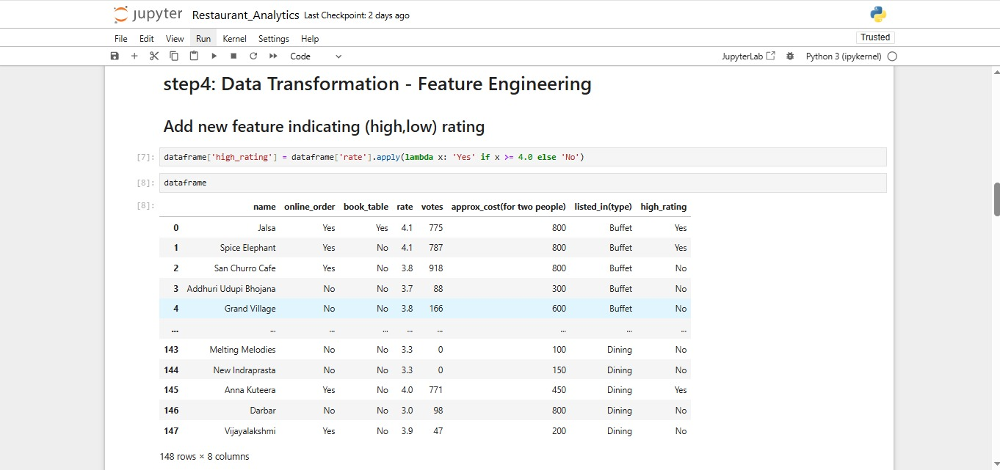 jupyter Restaurant_Analytics Last Checkpoint: 2 days ago
File Edit View Run Kernel Settings Help
Trusted
Code
JupyterLab Python 3 (ipykernel)
step4: Data Transformation - Feature Engineering
Add new feature indicating (high,low) rating
[7]: dataframe['high_rating'] = dataframe['rate'].apply(lambda x: 'Yes' if x >= 4.0 else 'No')
[8]: dataframe
[8]: name online_order book_table rate votes approx_cost(for two people) listed_in(type) high_rating
0 Jalsa Yes Yes 4.1 775 800 Buffet Yes
1 Spice Elephant Yes No 4.1 787 800 Buffet Yes
2 San Churro Cafe Yes No 3.8 918 800 Buffet No
3 Addhuri Udupi Bhojana No No 3.7 88 300 Buffet No
4 Grand Village No No 3.8 166 600 Buffet No
... ... ... ... ... ... ... ... ...
143 Melting Melodies No No 3.3 0 100 Dining No
144 New Indraprasta No No 3.3 0 150 Dining No
145 Anna Kuteera Yes No 4.0 771 450 Dining Yes
146 Darbar No No 3.0 98 800 Dining No
147 Vijayalakshmi Yes No 3.9 47 200 Dining No
148 rows × 8 columns